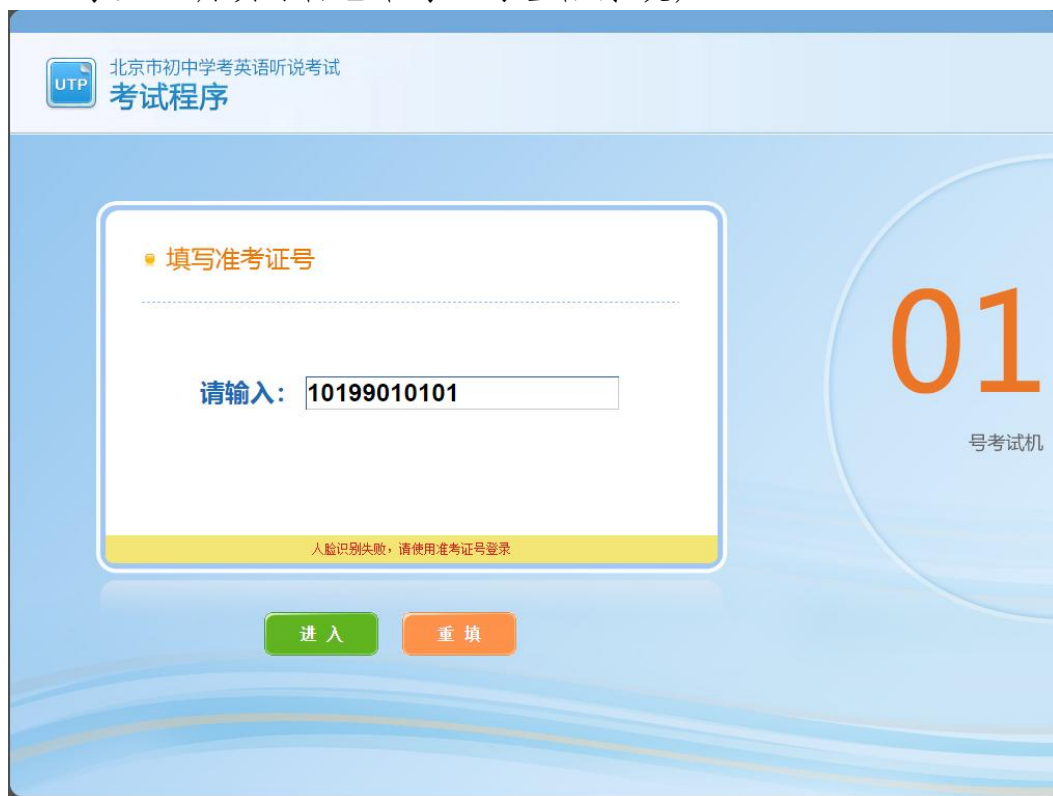 UTP
北京市初中学考英语听说考试
考试程序
填写准考证号
请输入：
10199010101
人脸识别失败，请使用准考证号登录
进 入
重 填
01
号考试机